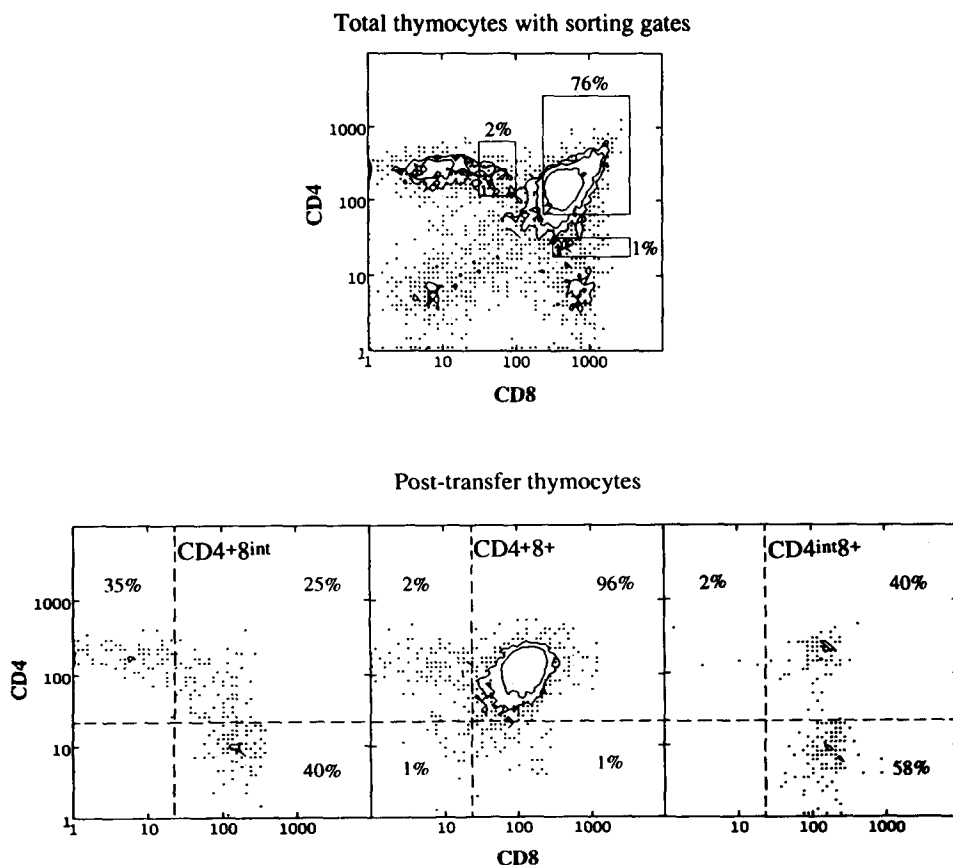 Total thymocytes with sorting gates
76%
2%
1%
1000
100
10
1
CD4
1 10 100 1000
CD8
Post-transfer thymocytes
CD4+8int CD4+8+ CD4int8+
35% 25% 2% 96% 2% 40%
1000
100
10
1
CD4
40% 1% 1% 58%
1 10 100 1000 10 100 1000 10 100 1000
CD8